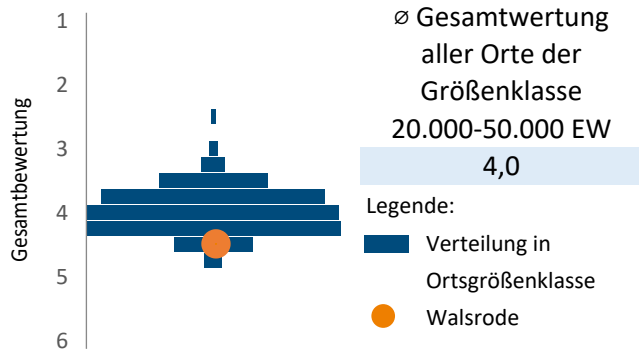 Gesamtbewertung
1
2
3
4
5
6
⌀ Gesamtwertung
aller Orte der
Größenklasse
20.000-50.000 EW
4,0
Legende:
Verteilung in
Ortsgrößenklasse
Walsrode